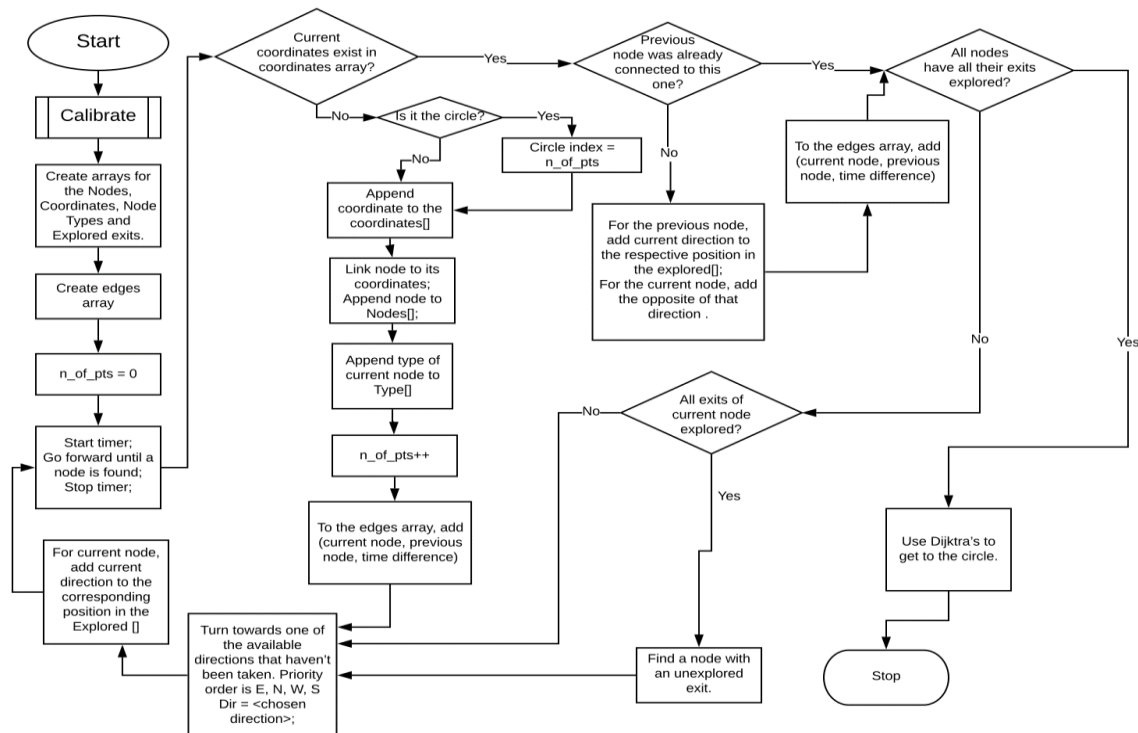 Start
Calibrate
Create arrays for
the Nodes,
Coordinates, Node
Types and
Explored exits.
Create edges
array
n_of_pts = 0
Start timer;
Go forward until a
node is found;
Stop timer;
For current node,
add current
direction to the
corresponding
position in the
Explored []
Current
coordinates exist in
coordinates array?
Yes
No
Is it the circle?
Yes
No
Circle index =
n_of_pts
Append
coordinate to the
coordinates[]
Link node to its
coordinates;
Append node to
Nodes[];
Append type of
current node to
Type[]
n_of_pts++
To the edges array, add
(current node, previous
node, time difference)
Turn towards one of
the available
directions that haven't
been taken. Priority
order is E, N, W, S
Dir = <chosen
direction>;
Previous
node was already
connected to this
one?
Yes
No
For the previous node,
add current direction to
the respective position in
the explored[];
For the current node, add
the opposite of that
direction .
To the edges array, add
(current node, previous
node, time difference)
All nodes
have all their exits
explored?
No
Yes
All exits of
current node
explored?
No
Yes
Find a node with
an unexplored
exit.
Use Dijktra's to
get to the circle.
Stop